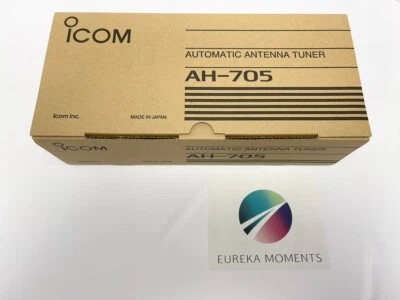 ICOM
AUTOMATIC ANTENNA TUNER
AH-705
Icom Inc.
MADE IN JAPAN
ICOM
AUTOMATIC ANTENNA TUNER
AH-705
EUREKA MOMENTS